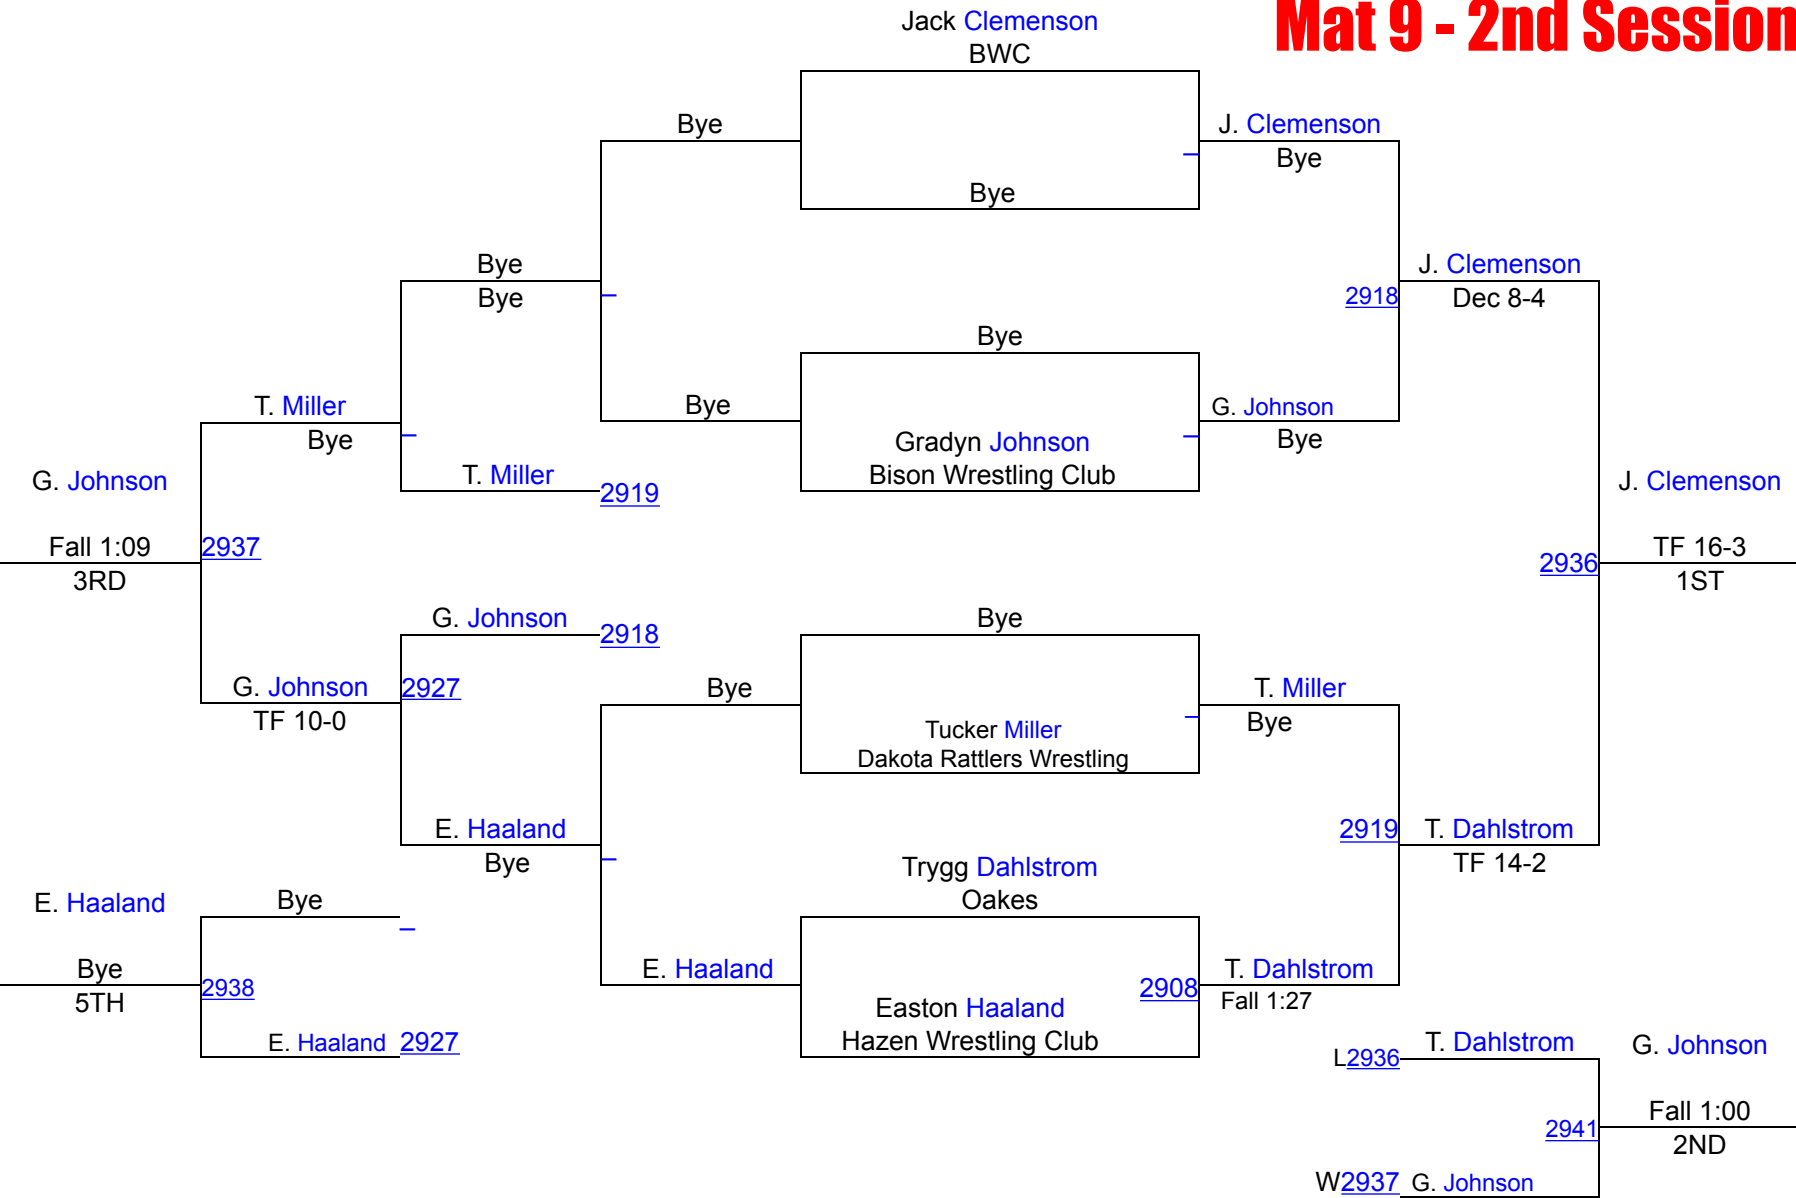 Mat 9 - 2nd Session
Jack Clemenson
BWC
Bye
J. Clemenson
Bye
Bye
Bye
J. Clemenson
Bye
2918
Dec 8-4
Bye
Bye
G. Johnson
T. Miller
Bye
Bye
Gradyn Johnson
Bison Wrestling Club
T. Miller
2919
G. Johnson
J. Clemenson
Fall 1:09
2937
3RD
2936
TF 16-3
1ST
G. Johnson
2918
Bye
G. Johnson
2927
TF 10-0
Bye
T. Miller
Bye
Tucker Miller
Dakota Rattlers Wrestling
E. Haaland
Bye
2919
T. Dahlstrom
TF 14-2
Trygg Dahlstrom
Oakes
E. Haaland
Bye
Bye
2938
5TH
E. Haaland
2927
E. Haaland
2908
T. Dahlstrom
Fall 1:27
Easton Haaland
Hazen Wrestling Club
L2936
T. Dahlstrom
G. Johnson
2941
Fall 1:00
2ND
W2937
G. Johnson